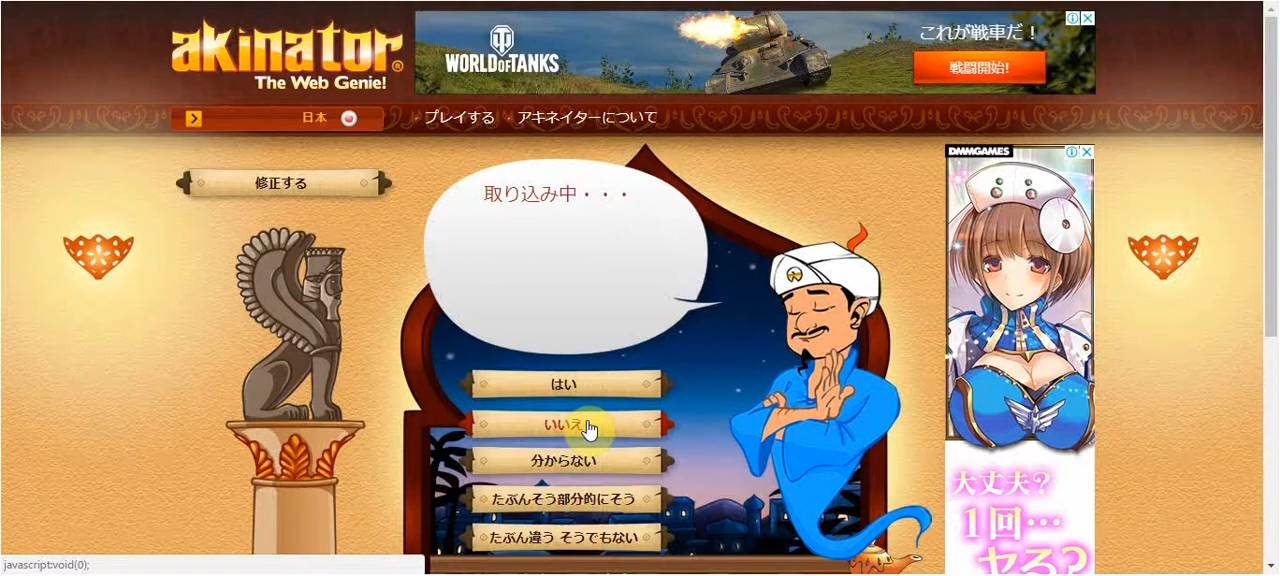 akinator®
The Web Genie!
WORLD OF TANKS
これが戦車だ！
戦闘開始!
日本
・プレイする
・アキネイターについて
修正する
取り込み中・・・
はい
いいえ
分からない
たぶんそう 部分的にそう
たぶん違う そうでもない
DMMGAMES
大丈夫?
1回…
ヤる?
javascript:void(0);